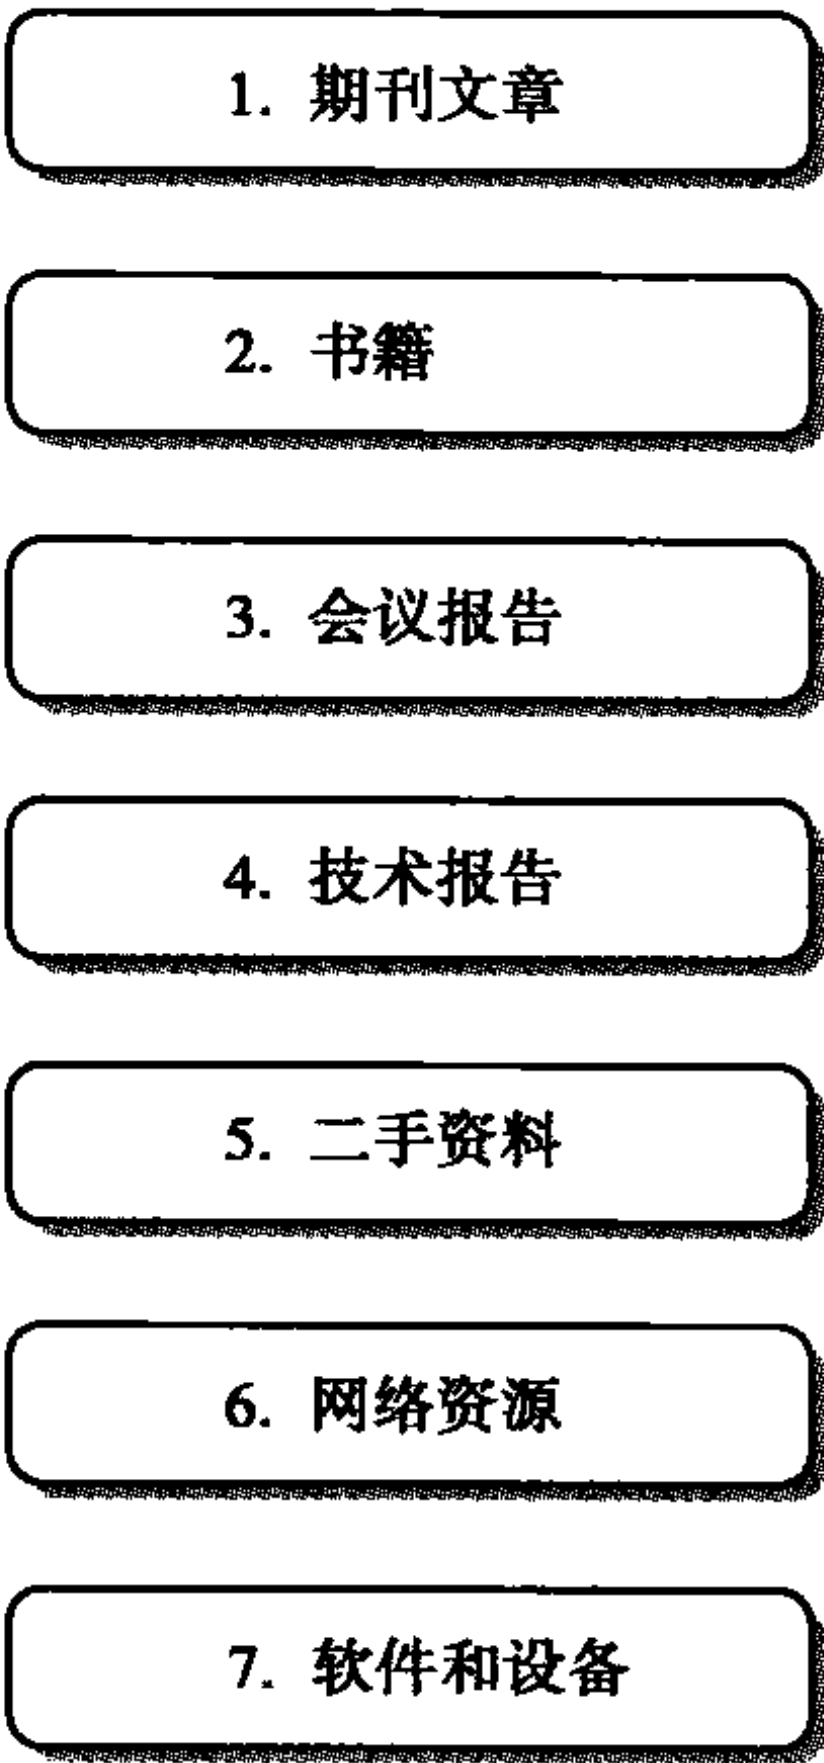 1. 期刊文章
2. 书籍
3. 会议报告
4. 技术报告
5. 二手资料
6. 网络资源
7. 软件和设备